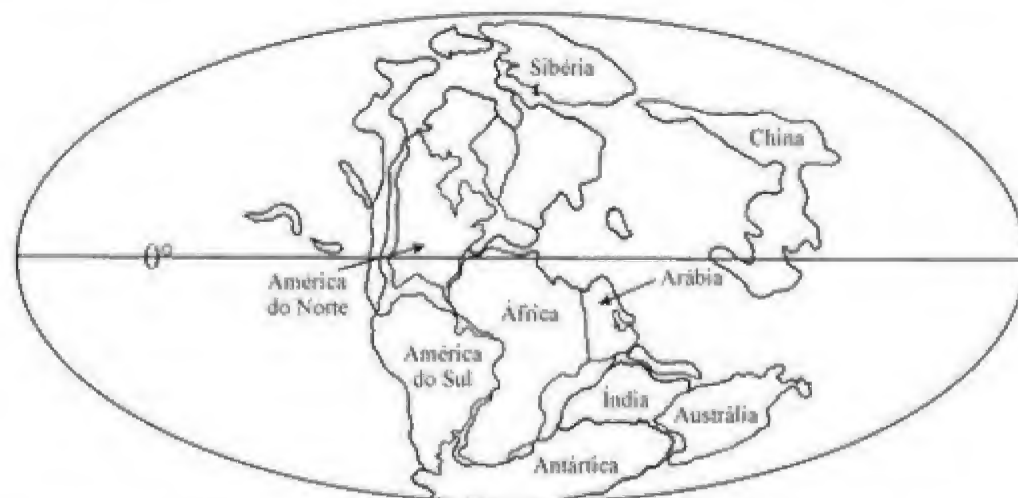 Sibéria
China
0°
América
do Norte
Arábia
África
América
do Sul
Índia
Austrália
Antártica